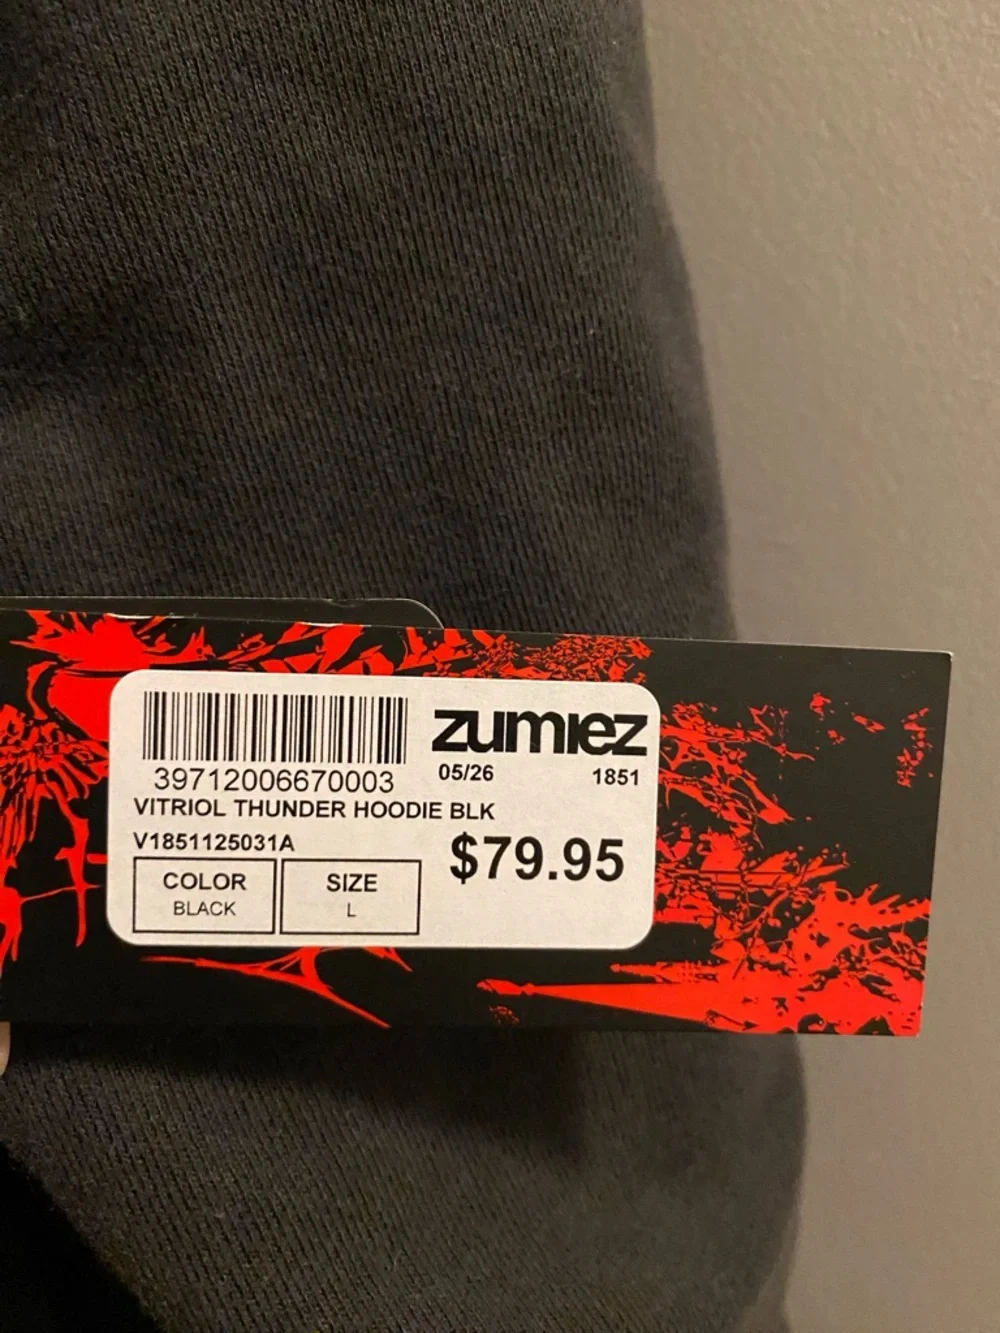 zumiez
39712006670003
05/26 1851
VITRIOL THUNDER HOODIE BLK
V1851125031A
$79.95
COLOR SIZE
BLACK L